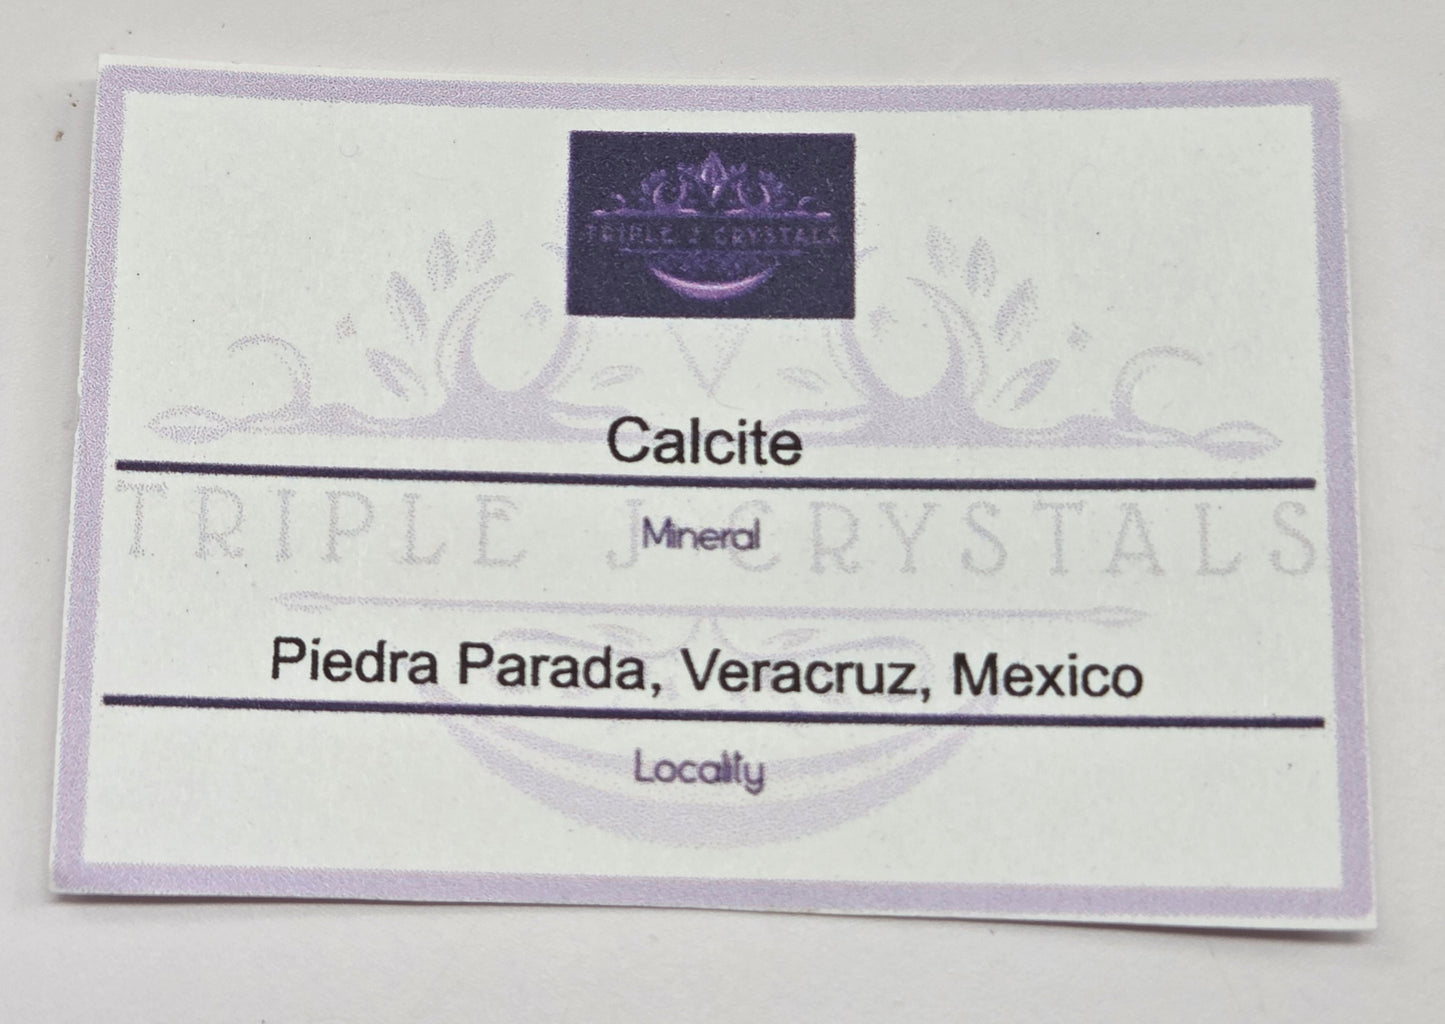 TRIPLE J CRYSTALS
Calcite
TRIPLE J CRYSTALS
Mineral
Piedra Parada, Veracruz, Mexico
Locality